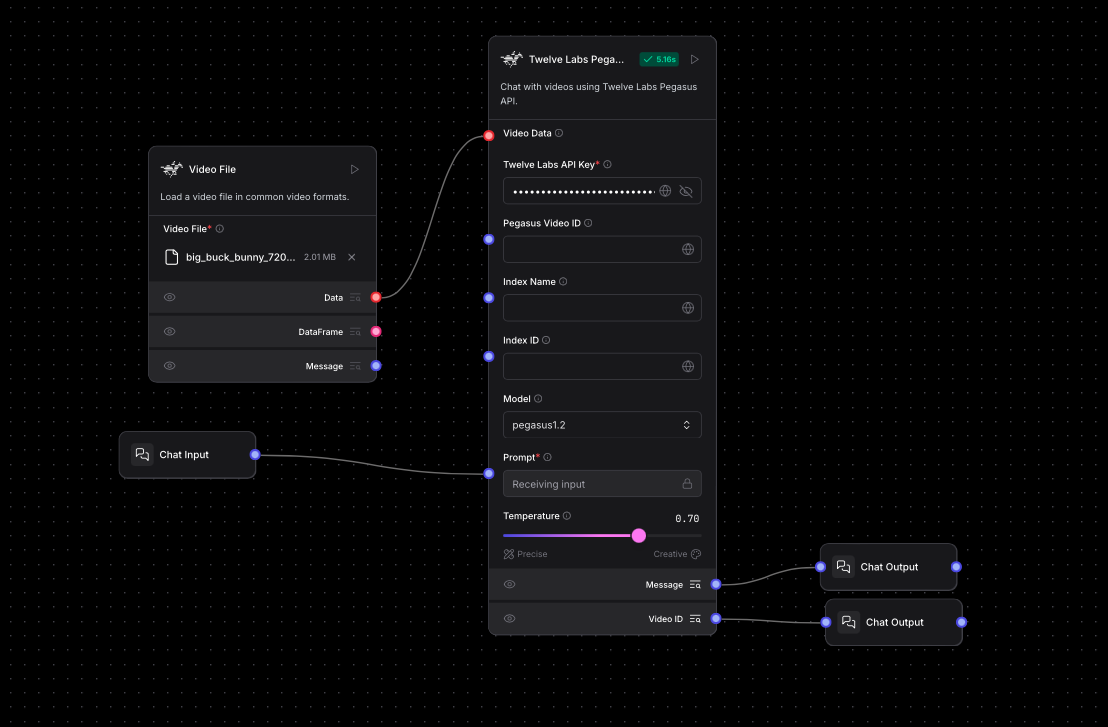 Video File
Load a video file in common video formats.
Video File*
big_buck_bunny_720... 2.01 MB
Data
DataFrame
Message
Chat Input
Twelve Labs Pega... 5.16s
Chat with videos using Twelve Labs Pegasus
API.
Video Data
Twelve Labs API Key*
Pegasus Video ID
Index Name
Index ID
Model
pegasus1.2
Prompt*
Receiving input
Temperature
0.70
Precise Creative
Message
Video ID
Chat Output
Chat Output